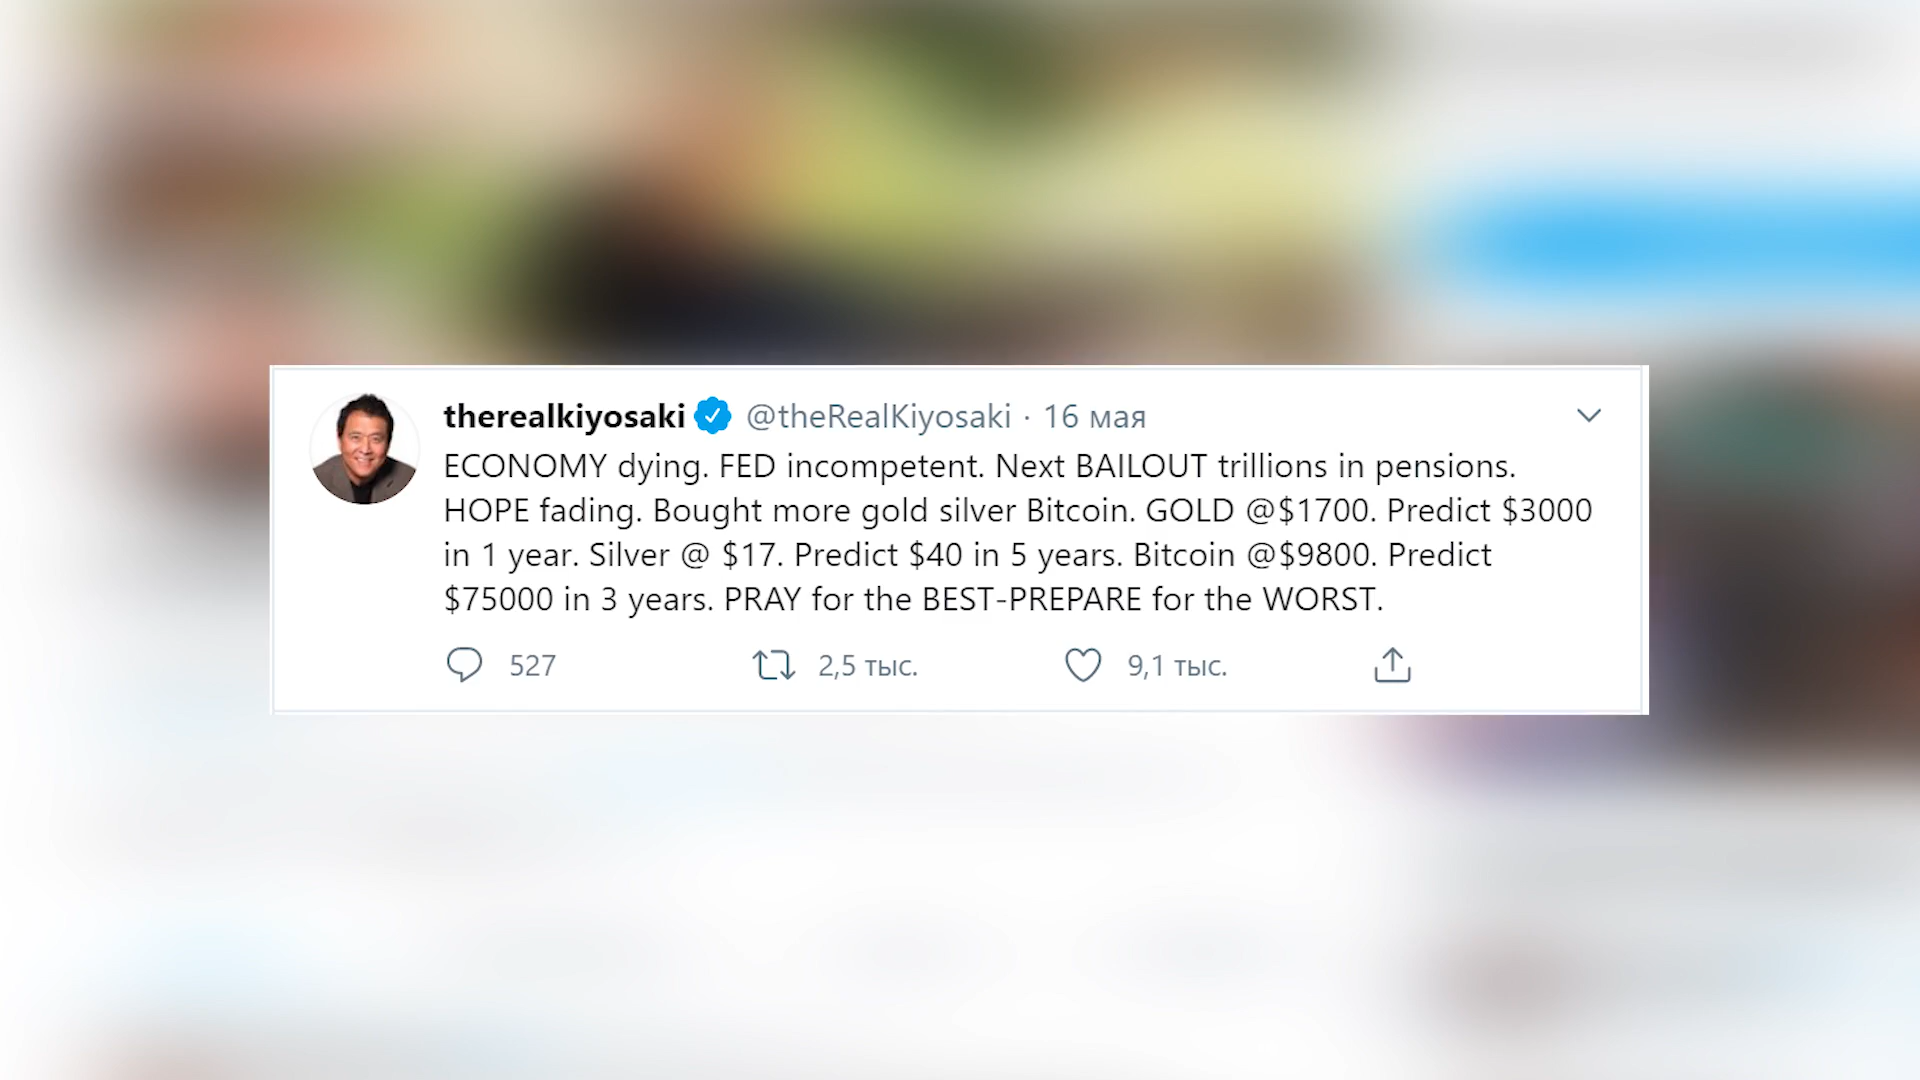 therealkiyosaki @theRealKiyosaki · 16 мая
ECONOMY dying. FED incompetent. Next BAILOUT trillions in pensions.
HOPE fading. Bought more gold silver Bitcoin. GOLD @$1700. Predict $3000
in 1 year. Silver @ $17. Predict $40 in 5 years. Bitcoin @$9800. Predict
$75000 in 3 years. PRAY for the BEST-PREPARE for the WORST.
527 2,5 тыс. 9,1 тыс.